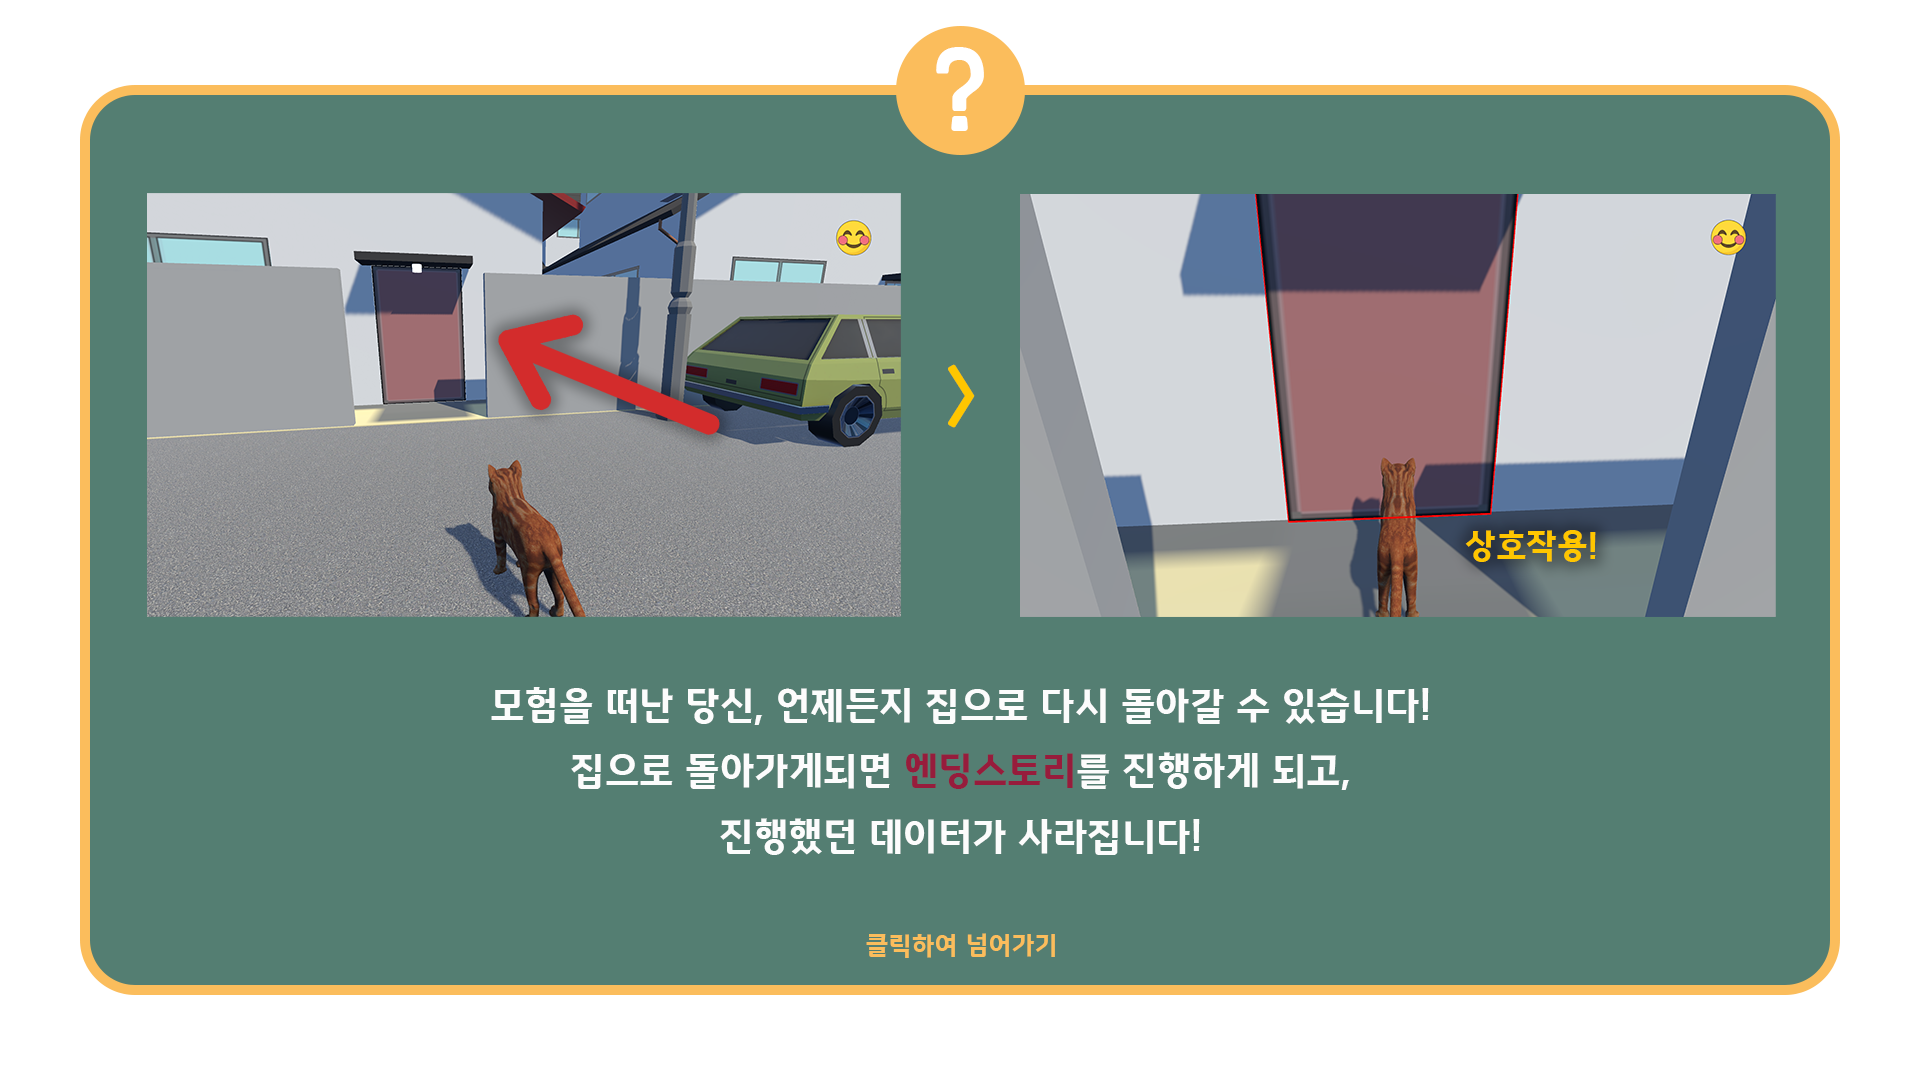 ?
상호작용!
모험을 떠난 당신, 언제든지 집으로 다시 돌아갈 수 있습니다!
집으로 돌아가게되면 엔딩스토리를 진행하게 되고,
진행했던 데이터가 사라집니다!
클릭하여 넘어가기